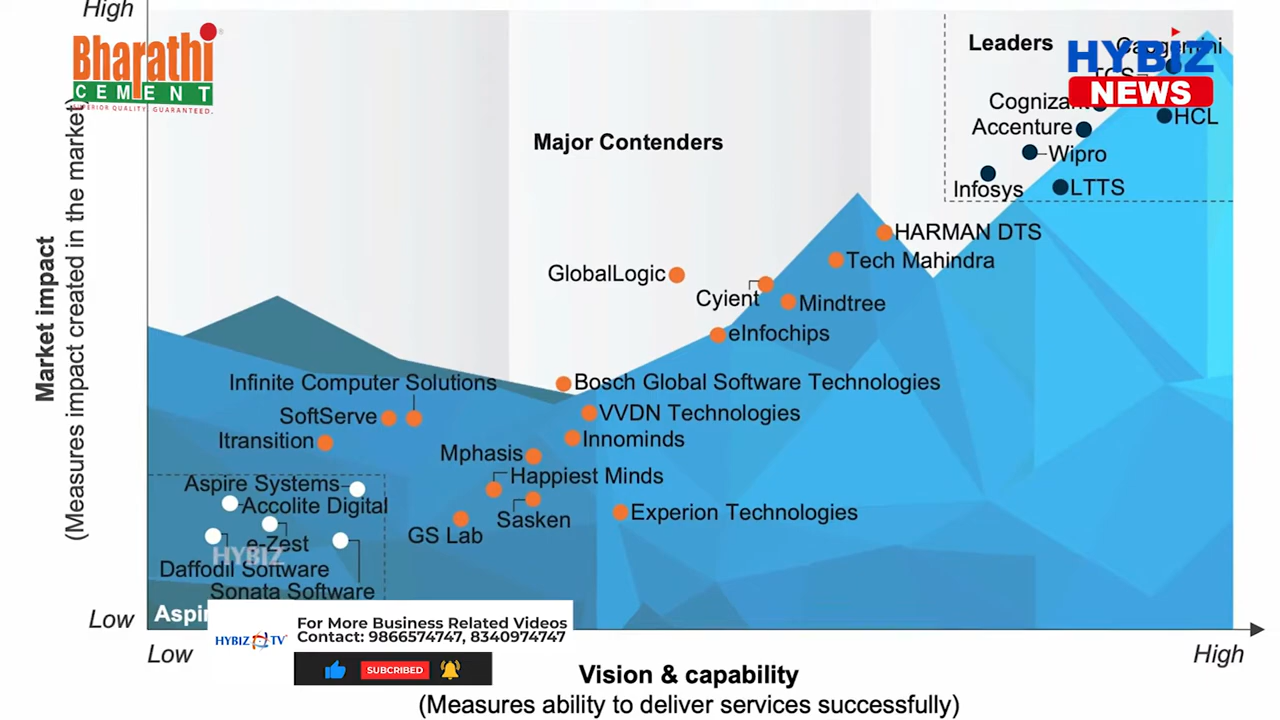 High
Bharathi
CEMENT
SUPERIOR QUALITY. GUARANTEED.
Leaders
Capgemini
HYBIZ
NEWS
TCS
Cognizant
HCL
Accenture
Wipro
Infosys
LTTS
Major Contenders
HARMAN DTS
Tech Mahindra
GlobalLogic
Cyient
Mindtree
eInfochips
Infinite Computer Solutions
Bosch Global Software Technologies
SoftServe
VVDN Technologies
Itransition
Innominds
Mphasis
Happiest Minds
Aspire Systems
Accolite Digital
Sasken
Experion Technologies
GS Lab
e-Zest
HYBIZ
Daffodil Software
Sonata Software
Market impact
(Measures impact created in the market)
Low
Low
High
HYBIZ TV
For More Business Related Videos
Contact: 9866574747, 8340974747
SUBCRIBED
Vision & capability
(Measures ability to deliver services successfully)